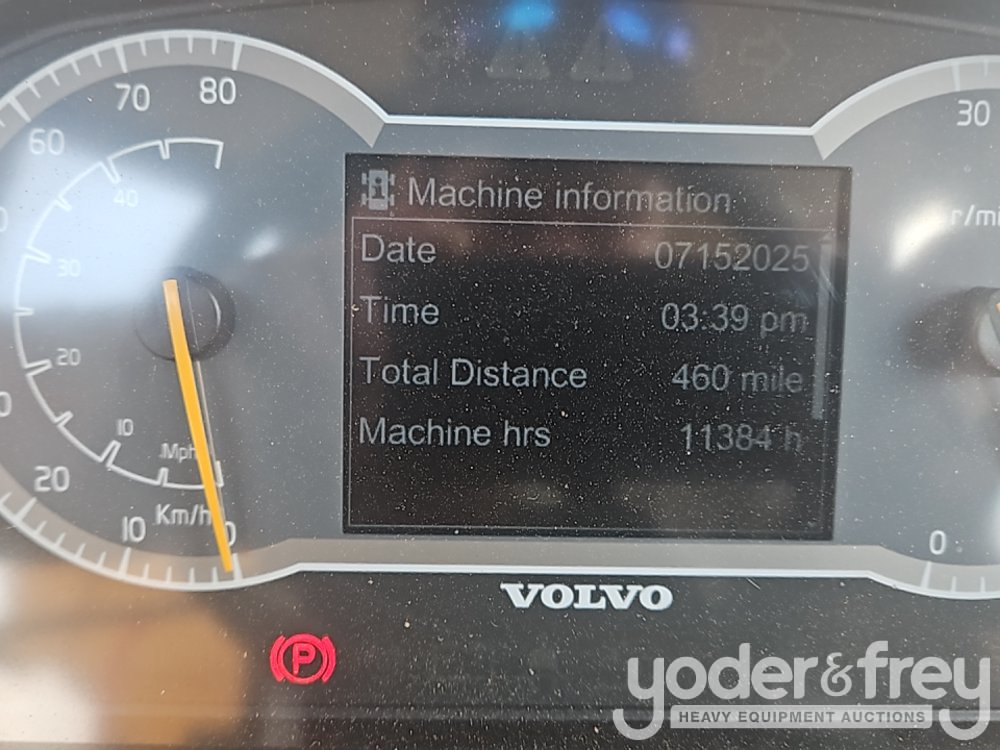 70 80
60
40
30
20
10
Mph
20
10 Km/h 0
Machine information
Date 07152025
Time 03:39 pm
Total Distance 460 mile
Machine hrs 11384 h
30
0
VOLVO
P
yoder&frey
HEAVY EQUIPMENT AUCTIONS